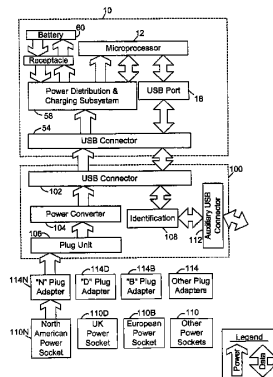 10
Battery
60
12
Microprocessor
Receptacle
Power Distribution &
Charging Subsystem
USB Port
58
18
54
USB Connector
100
USB Connector
102
Power Converter
104
Identification
108
Auxiliary USB
Connector
112
106
Plug Unit
114N
"N" Plug
Adapter
114D
"D" Plug
Adapter
114B
"B" Plug
Adapter
114
Other Plug
Adapters
110N
North
American
Power
Socket
110D
UK
Power
Socket
110B
European
Power
Socket
110
Other
Power
Sockets
Legend
Power
Data